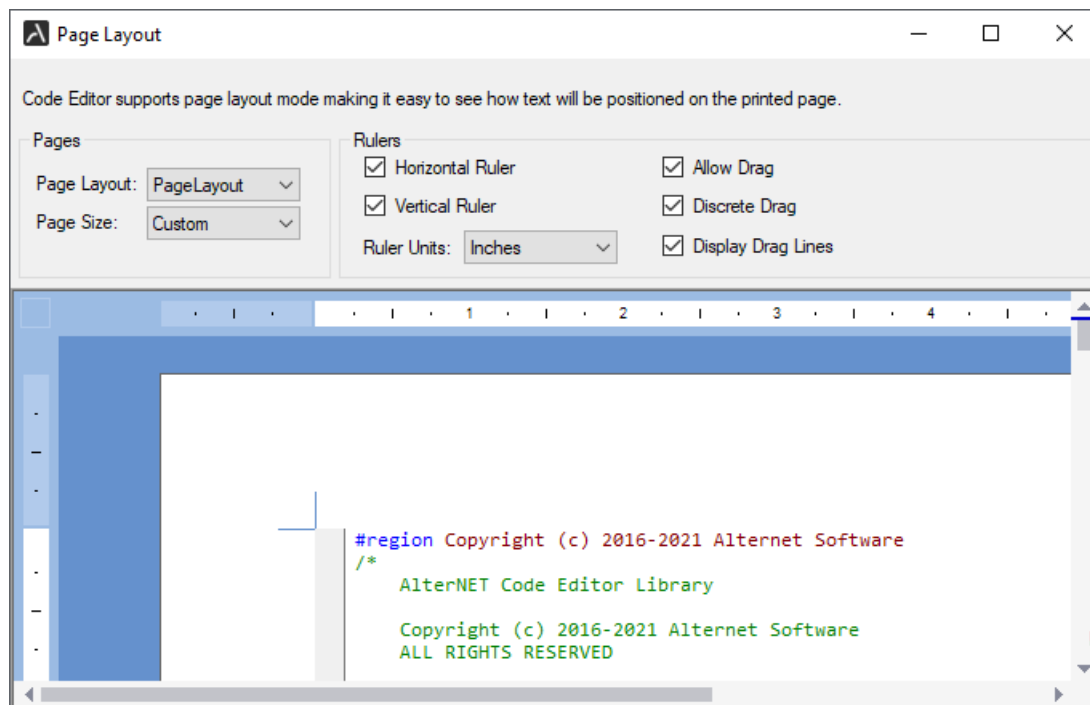 Page Layout
Code Editor supports page layout mode making it easy to see how text will be positioned on the printed page.
Pages
Rulers
Page Layout: PageLayout
Horizontal Ruler
Allow Drag
Page Size: Custom
Vertical Ruler
Discrete Drag
Ruler Units: Inches
Display Drag Lines
1 2 3 4
#region Copyright (c) 2016-2021 Alternet Software
/*
AlterNET Code Editor Library
Copyright (c) 2016-2021 Alternet Software
ALL RIGHTS RESERVED